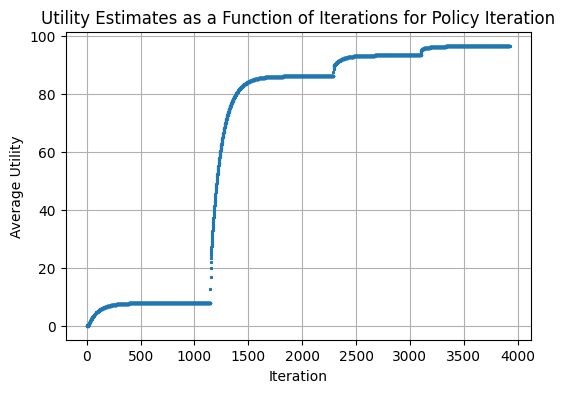 Utility Estimates as a Function of Iterations for Policy Iteration
100
80
60
40
20
0
Average Utility
0 500 1000 1500 2000 2500 3000 3500 4000
Iteration